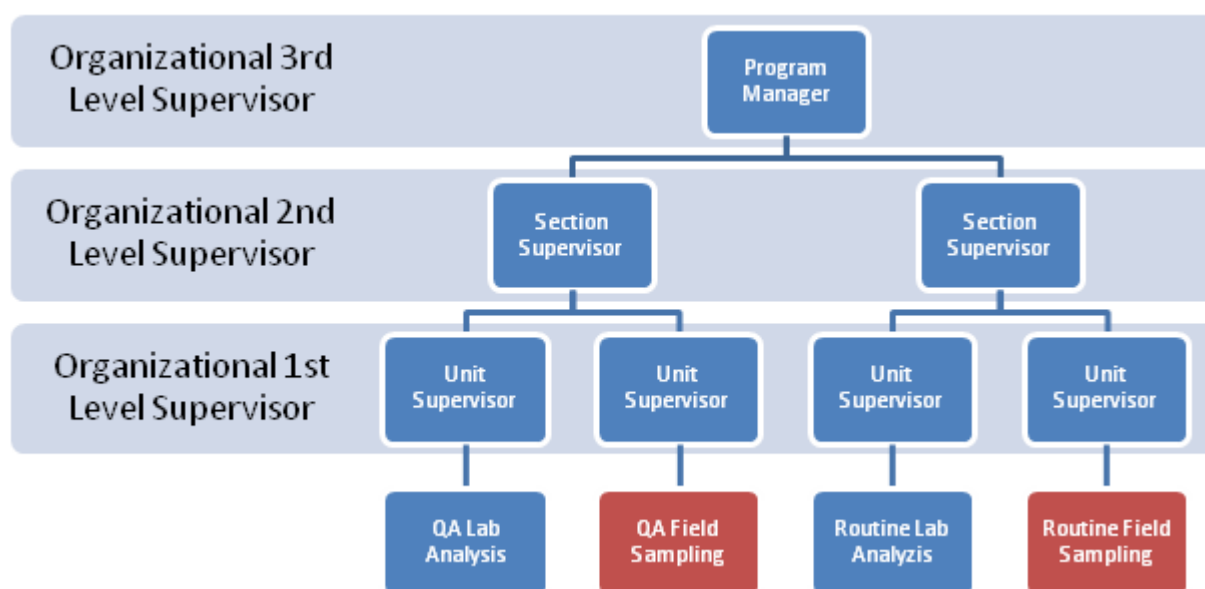 Organizational 3rd
Level Supervisor
Program
Manager
Organizational 2nd
Level Supervisor
Section
Supervisor
Section
Supervisor
Organizational 1st
Level Supervisor
Unit
Supervisor
Unit
Supervisor
Unit
Supervisor
Unit
Supervisor
QA Lab
Analysis
QA Field
Sampling
Routine Lab
Analyzis
Routine Field
Sampling